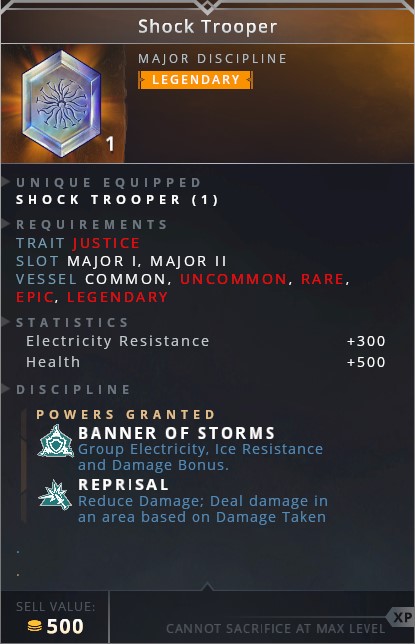 Shock Trooper
MAJOR DISCIPLINE
LEGENDARY
1
UNIQUE EQUIPPED
SHOCK TROOPER (1)
REQUIREMENTS
TRAIT JUSTICE
SLOT MAJOR I, MAJOR II
VESSEL COMMON, UNCOMMON, RARE,
EPIC, LEGENDARY
STATISTICS
Electricity Resistance +300
Health +500
DISCIPLINE
POWERS GRANTED
BANNER OF STORMS
Group Electricity, Ice Resistance
and Damage Bonus.
REPRISAL
Reduce Damage; Deal damage in
an area based on Damage Taken
.
.
SELL VALUE:
500
XP
CANNOT SACRIFICE AT MAX LEVEL